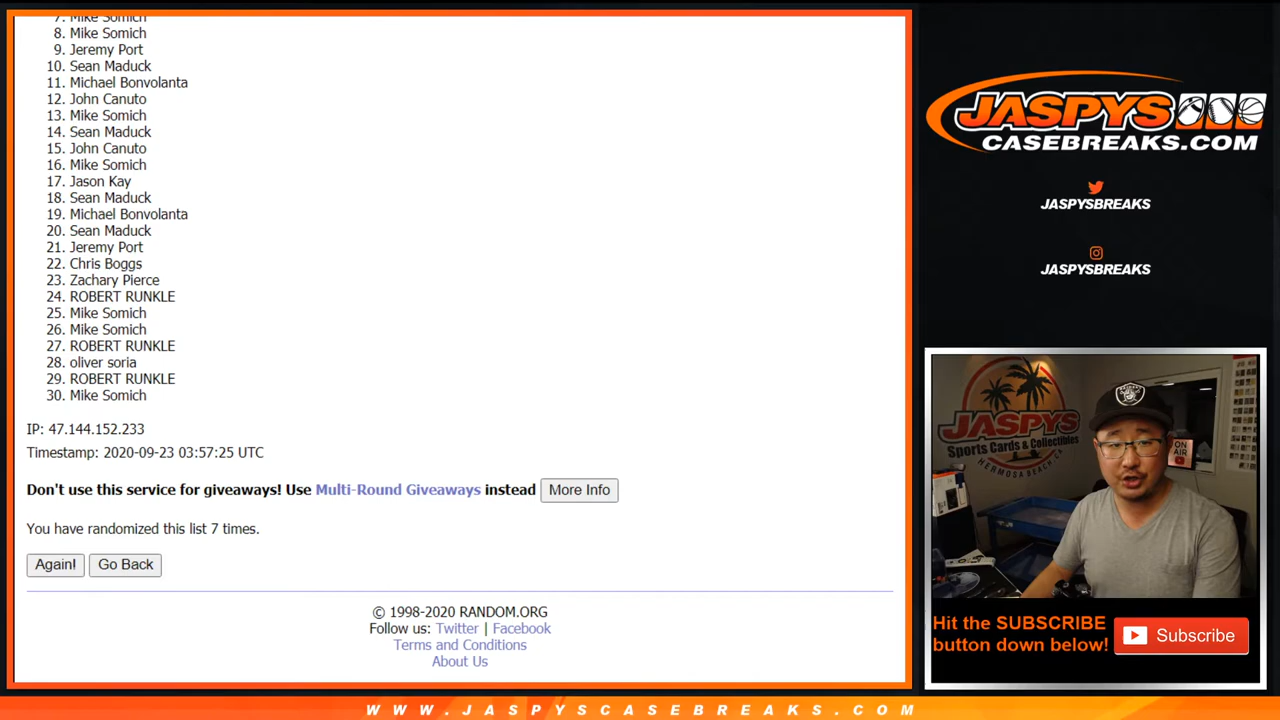 7. Mike Somich
8. Mike Somich
9. Jeremy Port
10. Sean Maduck
11. Michael Bonvolanta
12. John Canuto
13. Mike Somich
14. Sean Maduck
15. John Canuto
16. Mike Somich
17. Jason Kay
18. Sean Maduck
19. Michael Bonvolanta
20. Sean Maduck
21. Jeremy Port
22. Chris Boggs
23. Zachary Pierce
24. ROBERT RUNKLE
25. Mike Somich
26. Mike Somich
27. ROBERT RUNKLE
28. oliver soria
29. ROBERT RUNKLE
30. Mike Somich
IP: 47.144.152.233
Timestamp: 2020-09-23 03:57:25 UTC
Don't use this service for giveaways! Use Multi-Round Giveaways instead More Info
You have randomized this list 7 times.
Again! Go Back
© 1998-2020 RANDOM.ORG
Follow us: Twitter | Facebook
Terms and Conditions
About Us
JASPYS
CASEBREAKS.COM
JASPYSBREAKS
JASPYSBREAKS
JASPYS
Sports Cards & Collectibles
HERMOSA BEACH, CA
ON AIR
Hit the SUBSCRIBE
button down below!
Subscribe
WWW.JASPYSCASEBREAKS.COM